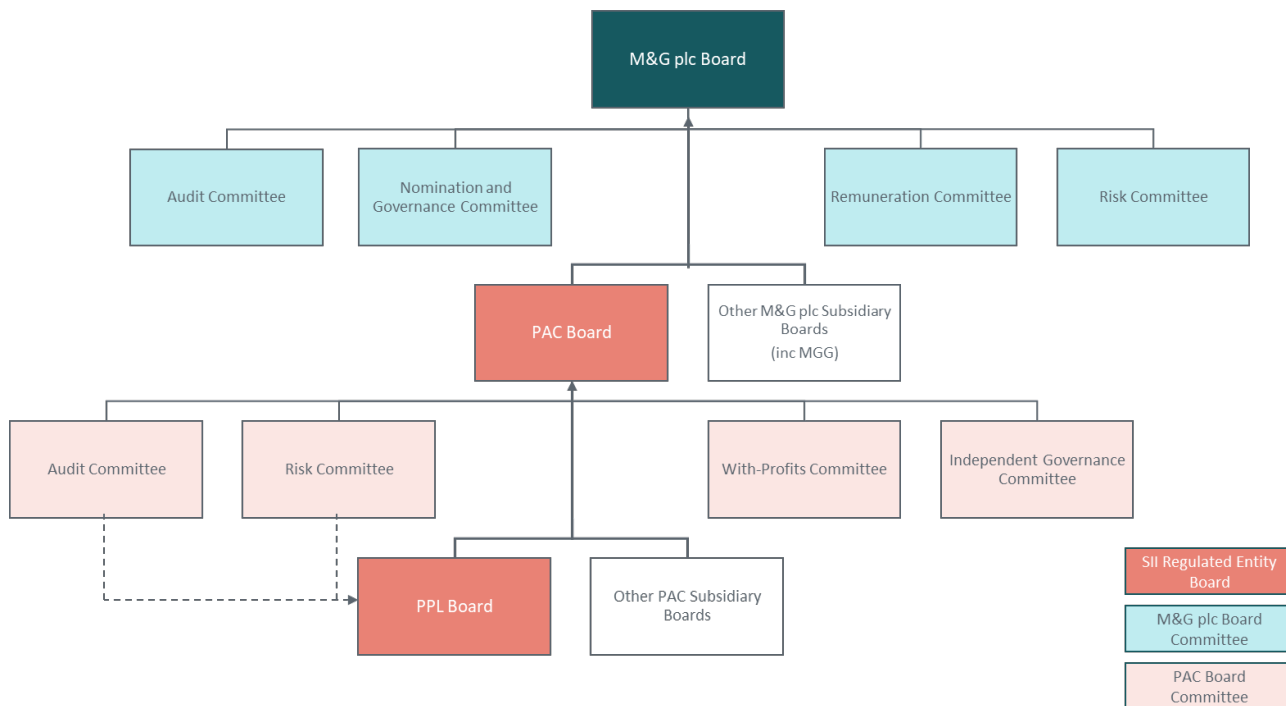 M&G plc Board
Audit Committee
Nomination and
Governance Committee
Remuneration Committee
Risk Committee
PAC Board
Other M&G plc Subsidiary
Boards
(inc MGG)
Audit Committee
Risk Committee
With-Profits Committee
Independent Governance
Committee
PPL Board
Other PAC Subsidiary
Boards
SII Regulated Entity
Board
M&G plc Board
Committee
PAC Board
Committee